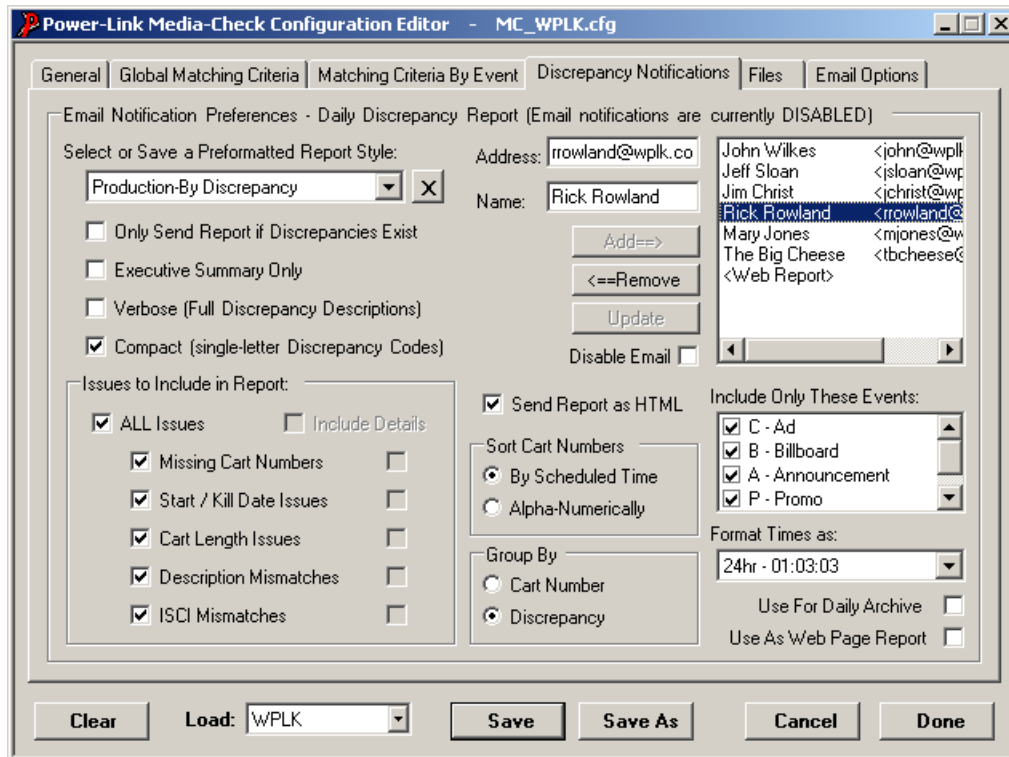 Power-Link Media-Check Configuration Editor - MC_WPLK.cfg
General
Global Matching Criteria
Matching Criteria By Event
Discrepancy Notifications
Files
Email Options
Email Notification Preferences - Daily Discrepancy Report (Email notifications are currently DISABLED)
Select or Save a Preformatted Report Style:
Production-By Discrepancy
X
Only Send Report if Discrepancies Exist
Executive Summary Only
Verbose (Full Discrepancy Descriptions)
Compact (single-letter Discrepancy Codes)
Address: rrowland@wplk.co
Name: Rick Rowland
Add==>
<==Remove
Update
Disable Email
John Wilkes <john@wplk
Jeff Sloan <jsloan@wp
Jim Christ <jchrist@wp
Rick Rowland <rrowland@
Mary Jones <mjones@w
The Big Cheese <tbcheese@
<Web Report>
Issues to Include in Report:
ALL Issues
Include Details
Missing Cart Numbers
Start / Kill Date Issues
Cart Length Issues
Description Mismatches
ISCI Mismatches
Send Report as HTML
Sort Cart Numbers
By Scheduled Time
Alpha-Numerically
Group By
Cart Number
Discrepancy
Include Only These Events:
C - Ad
B - Billboard
A - Announcement
P - Promo
Format Times as:
24hr - 01:03:03
Use For Daily Archive
Use As Web Page Report
Clear
Load: WPLK
Save
Save As
Cancel
Done